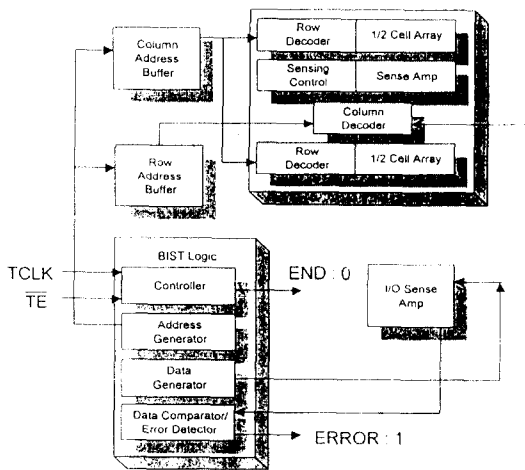 Column
Address
Buffer
Row
Decoder
1/2 Cell Array
Sensing
Control
Sense Amp
Column
Decoder
Row
Decoder
1/2 Cell Array
Row
Address
Buffer
BIST Logic
TCLK
TE
Controller
END : 0
I/O Sense
Amp
Address
Generator
Data
Generator
Data Comparator/
Error Detector
ERROR : 1